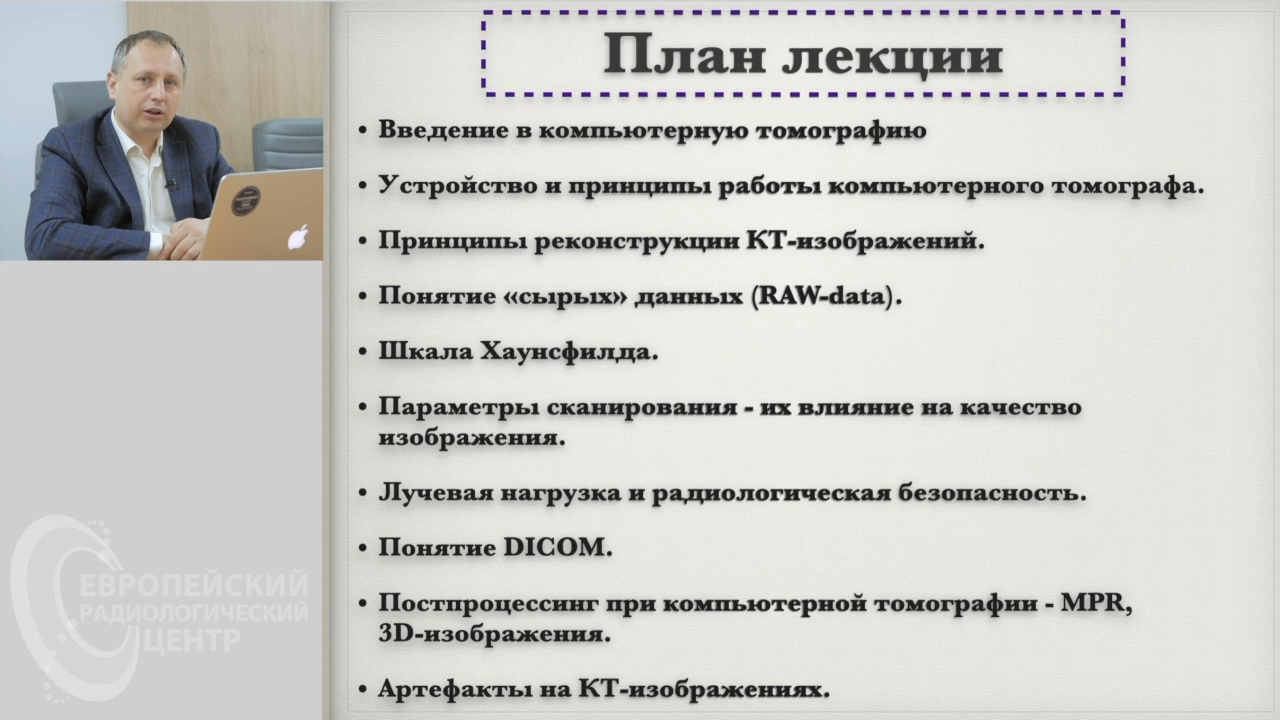 План лекции
• Введение в компьютерную томографию
• Устройство и принципы работы компьютерного томографа.
• Принципы реконструкции КТ-изображений.
• Понятие «сырых» данных (RAW-data).
• Шкала Хаунсфилда.
• Параметры сканирования - их влияние на качество
изображения.
• Лучевая нагрузка и радиологическая безопасность.
• Понятие DICOM.
• Постпроцессинг при компьютерной томографии - MPR,
3D-изображения.
• Артефакты на КТ-изображениях.
ЕВРОПЕЙСКИЙ
РАДИОЛОГИЧЕСКИЙ
ЦЕНТР